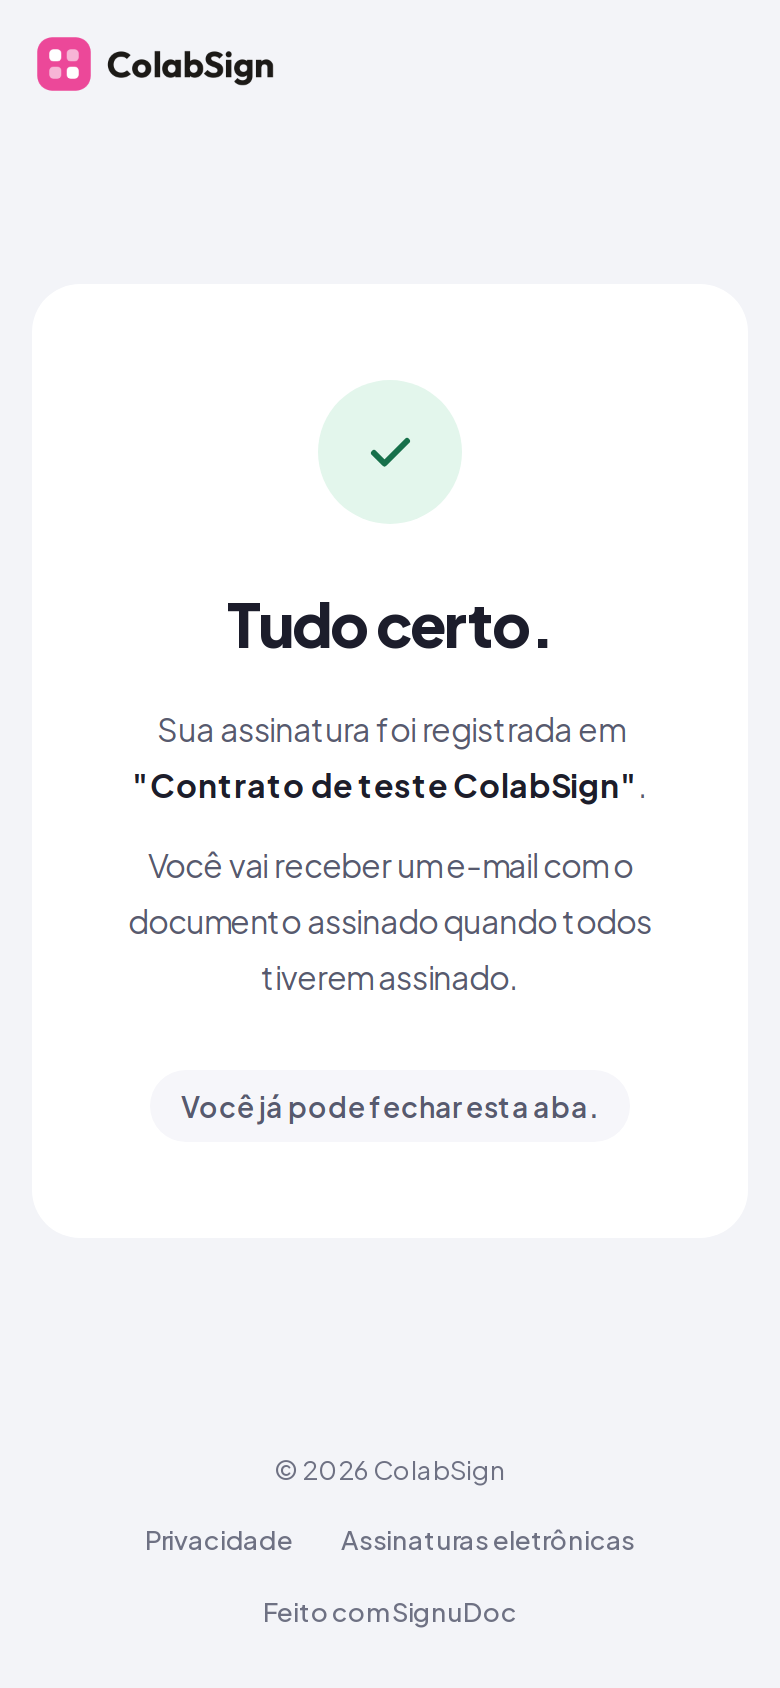 ColabSign
Tudo certo.
Sua assinatura foi registrada em
"Contrato de teste ColabSign".
Você vai receber um e-mail com o
documento assinado quando todos
tiverem assinado.
Você já pode fechar esta aba.
© 2026 ColabSign
Privacidade Assinaturas eletrônicas
Feito com SignuDoc